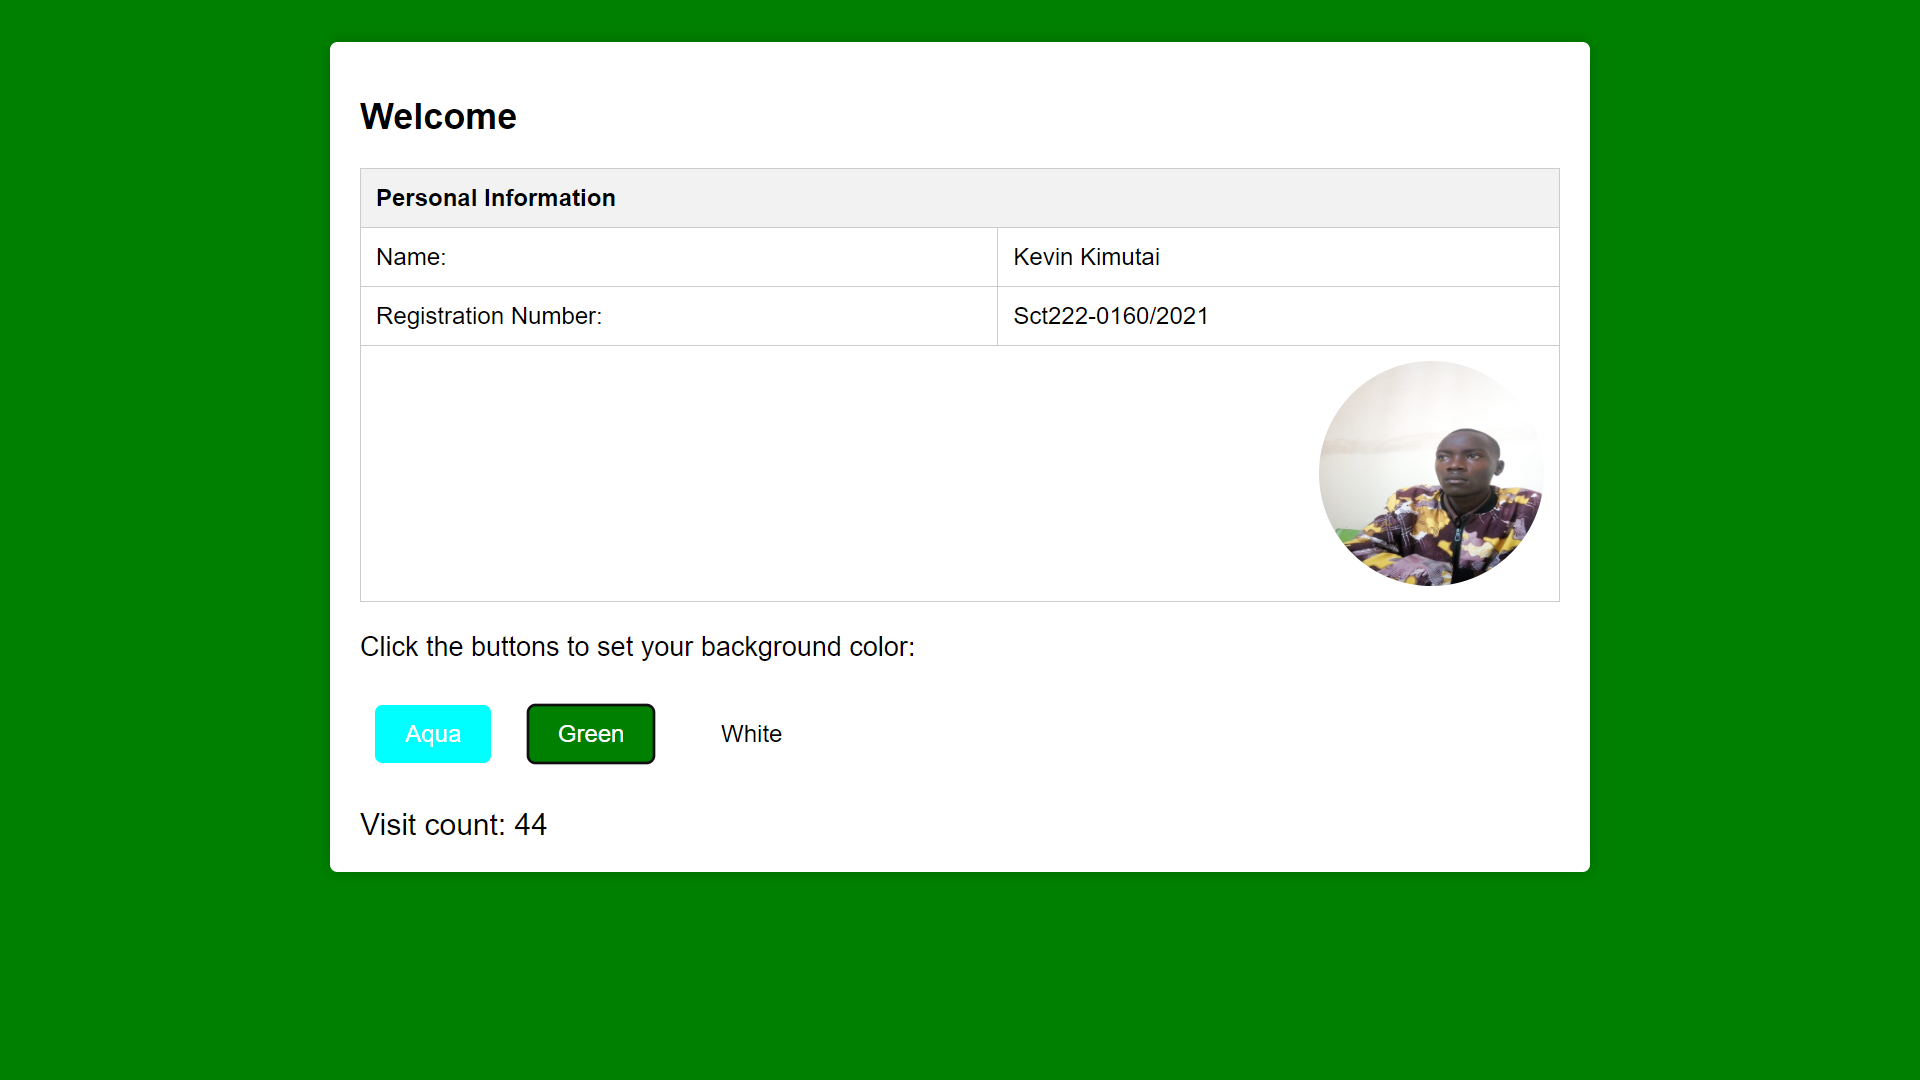 Welcome
Personal Information
Name: Kevin Kimutai
Registration Number: Sct222-0160/2021
Click the buttons to set your background color:
Aqua Green White
Visit count: 44